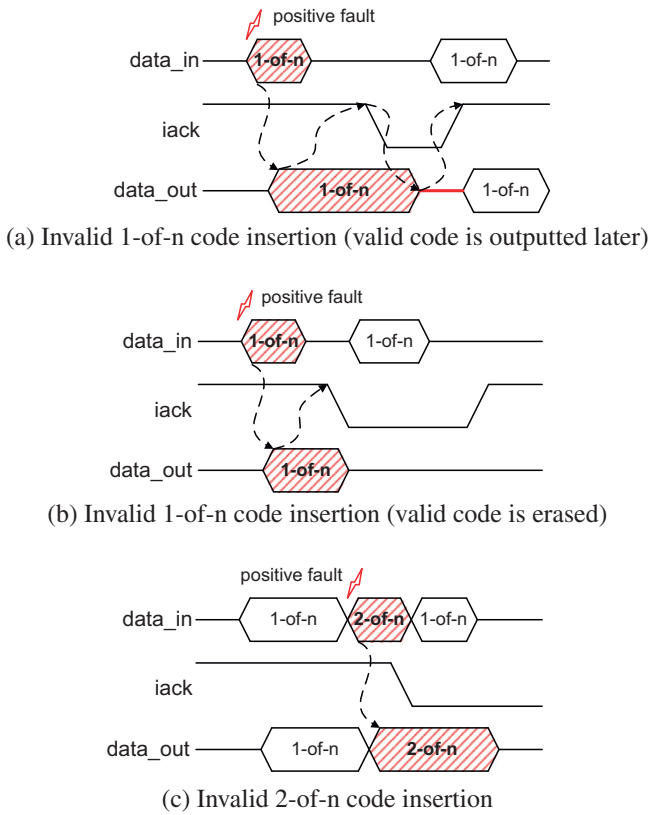 positive fault
data_in 1-of-n 1-of-n
iack
data_out 1-of-n 1-of-n
(a) Invalid 1-of-n code insertion (valid code is outputted later)
positive fault
data_in 1-of-n 1-of-n
iack
data_out 1-of-n
(b) Invalid 1-of-n code insertion (valid code is erased)
positive fault
data_in 1-of-n 2-of-n 1-of-n
iack
data_out 1-of-n 2-of-n
(c) Invalid 2-of-n code insertion